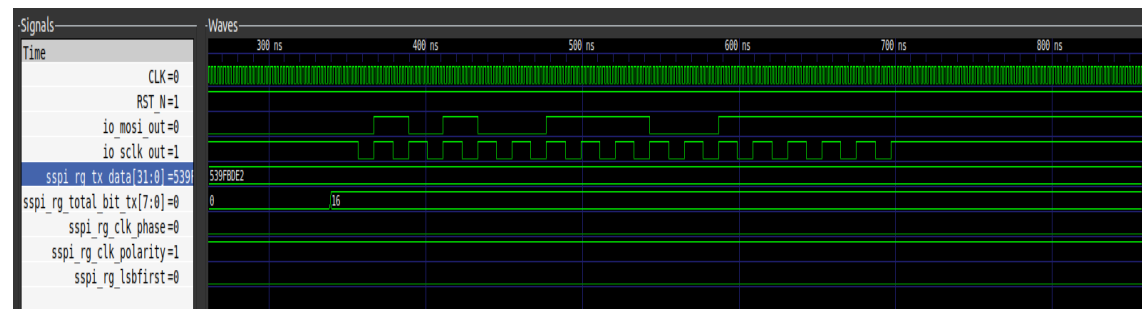 Signals Waves
Time 300 ns 400 ns 500 ns 600 ns 700 ns 800 ns
CLK=0
RST_N=1
io_mosi_out=0
io_sclk_out=1
sspi_rg_tx_data[31:0]=539F 539FBDE2
sspi_rg_total_bit_tx[7:0]=0 0 16
sspi_rg_clk_phase=0
sspi_rg_clk_polarity=1
sspi_rg_lsbfirst=0